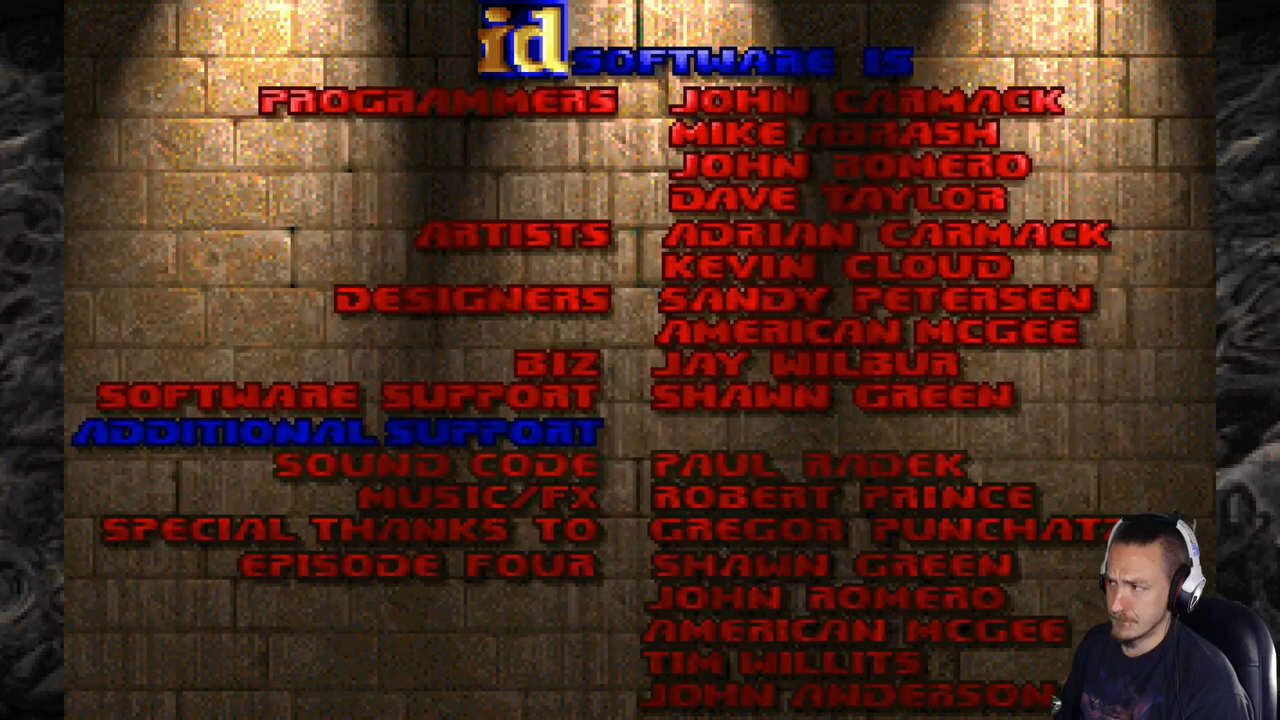 id SOFTWARE IS
PROGRAMMERS JOHN CARMACK
MIKE ABRASH
JOHN ROMERO
DAVE TAYLOR
ARTISTS ADRIAN CARMACK
KEVIN CLOUD
DESIGNERS SANDY PETERSEN
AMERICAN MCGEE
BIZ JAY WILBUR
SOFTWARE SUPPORT SHAWN GREEN
ADDITIONAL SUPPORT
SOUND CODE PAUL RADEK
MUSIC/FX ROBERT PRINCE
SPECIAL THANKS TO GREGOR PUNCHATZ
EPISODE FOUR SHAWN GREEN
JOHN ROMERO
AMERICAN MCGEE
TIM WILLITS
JOHN ANDERSON